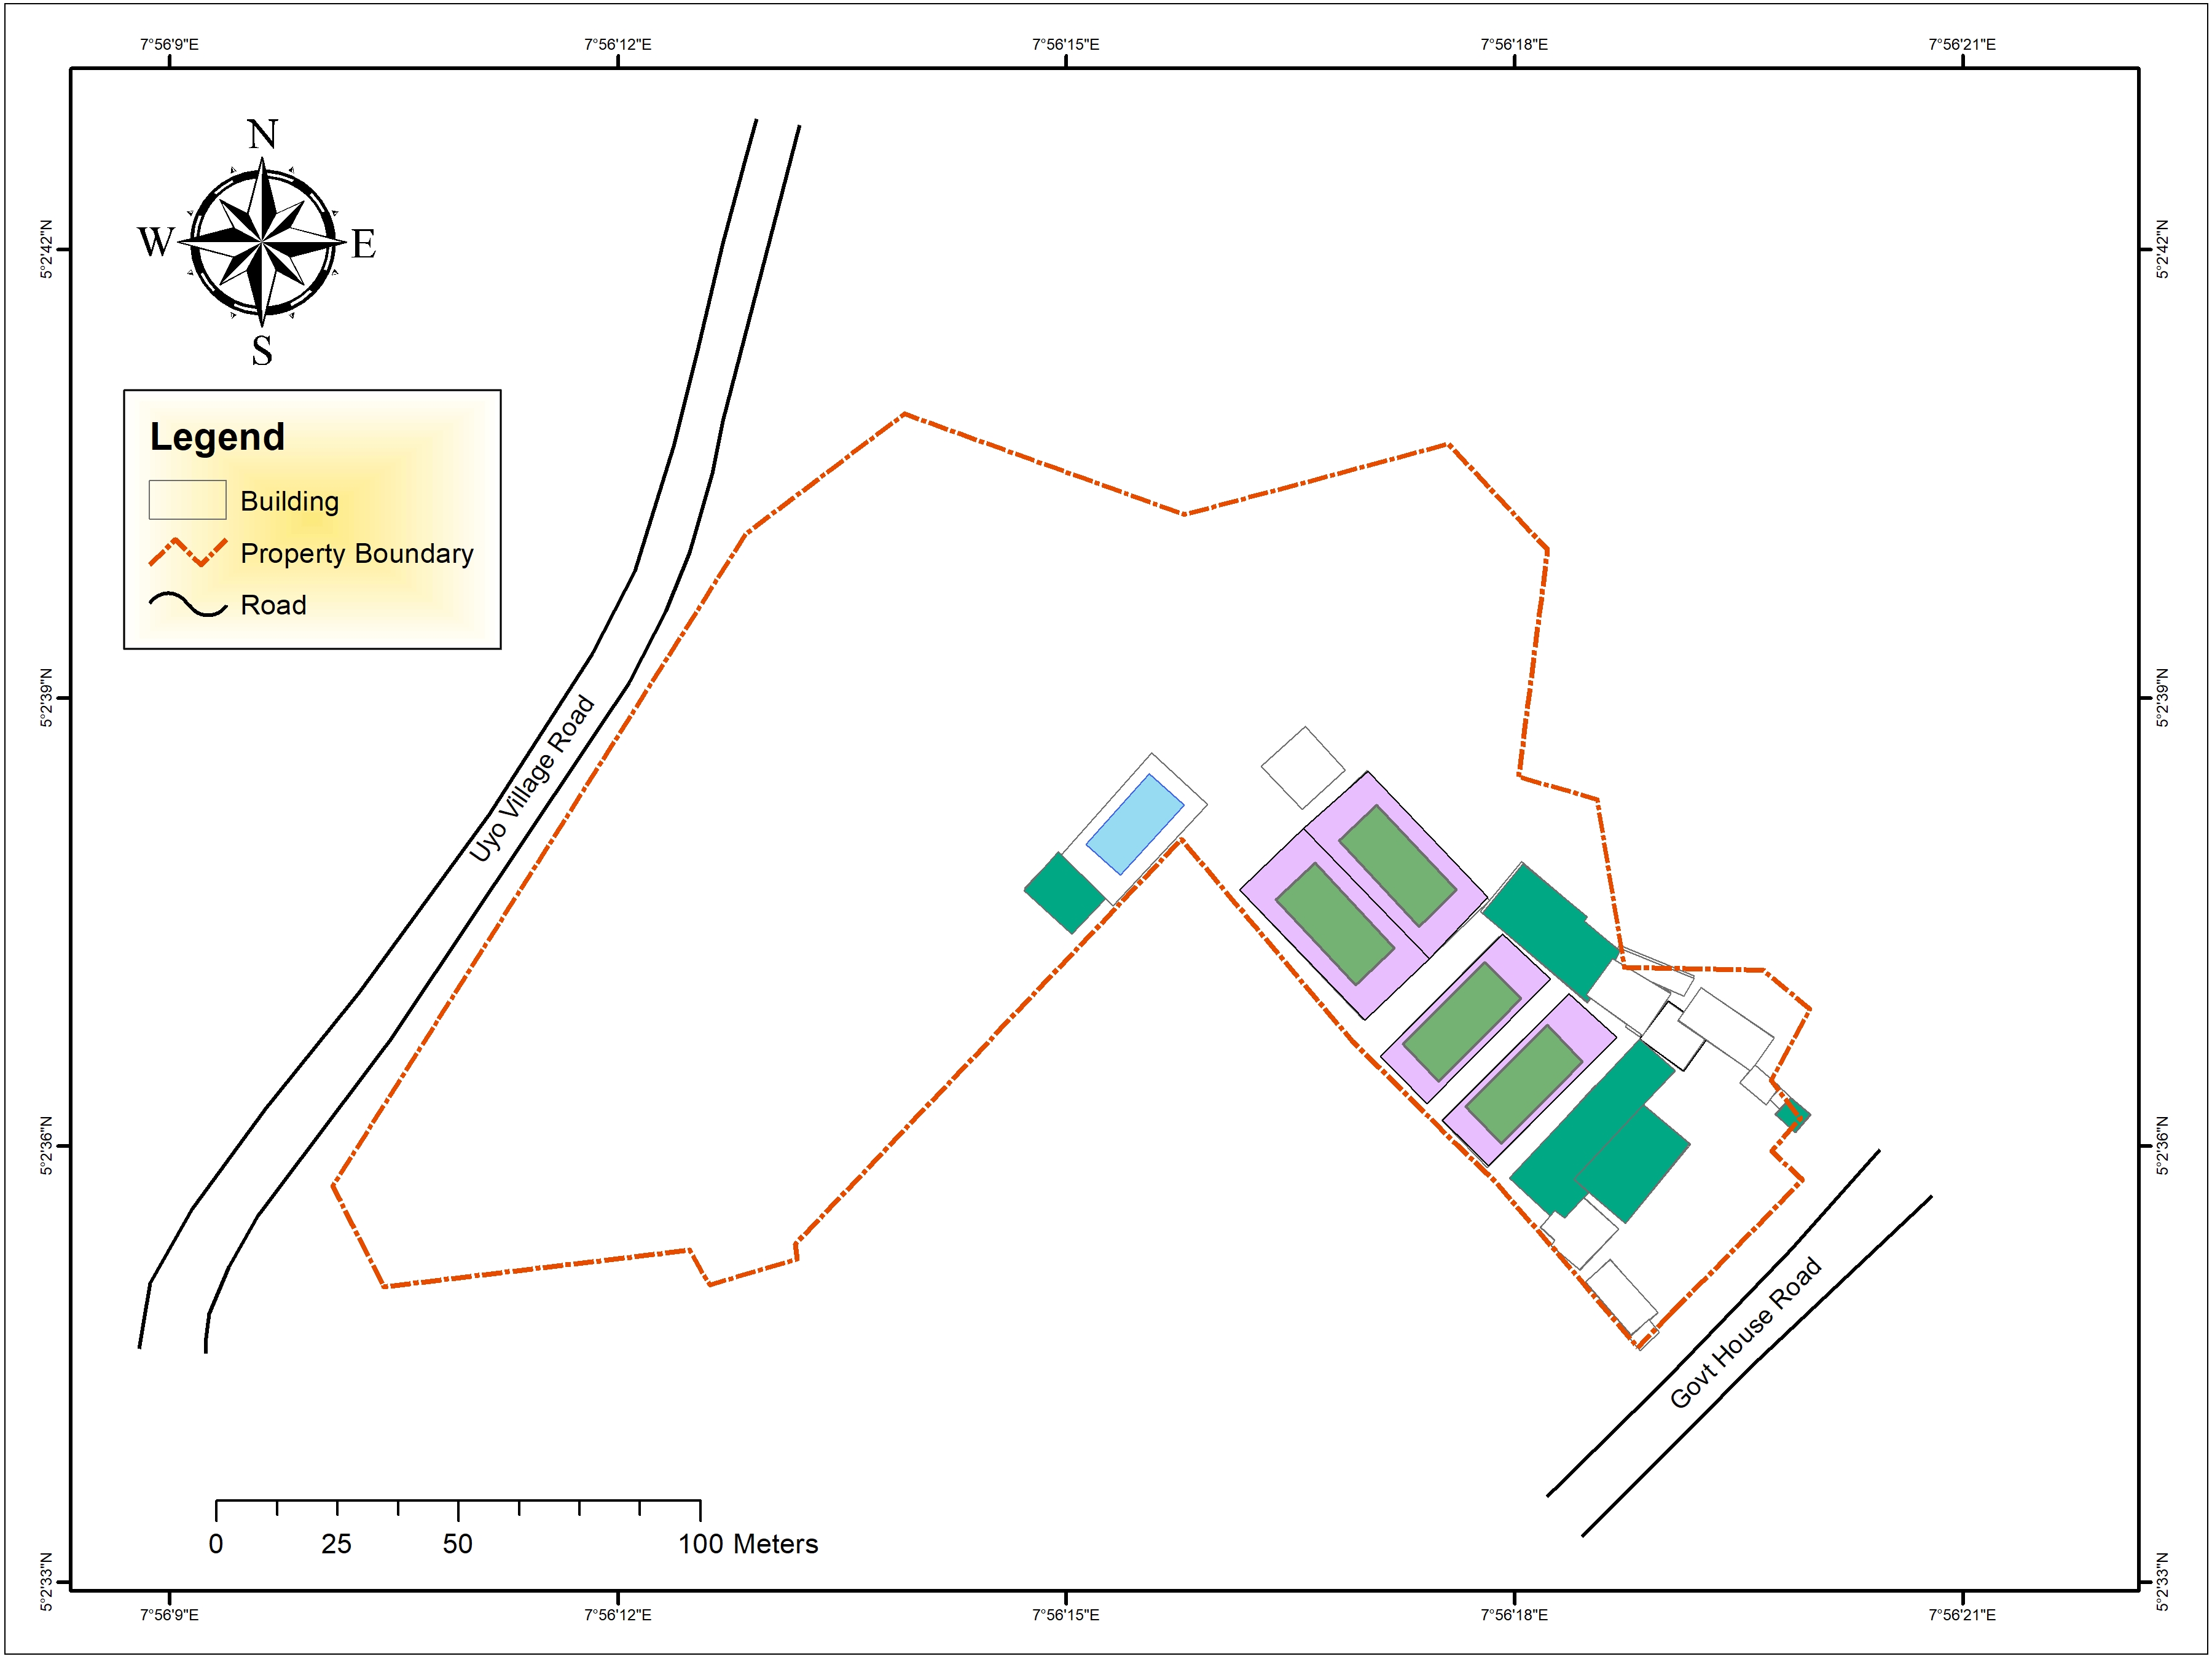 7°56'9"E 7°56'12"E 7°56'15"E 7°56'18"E 7°56'21"E
N
W E
S
5°2'42"N 5°2'42"N
Legend
Building
Property Boundary
Road
5°2'39"N 5°2'39"N
Uyo Village Road
5°2'36"N 5°2'36"N
Govt House Road
0 25 50 100 Meters
5°2'33"N 5°2'33"N
7°56'9"E 7°56'12"E 7°56'15"E 7°56'18"E 7°56'21"E